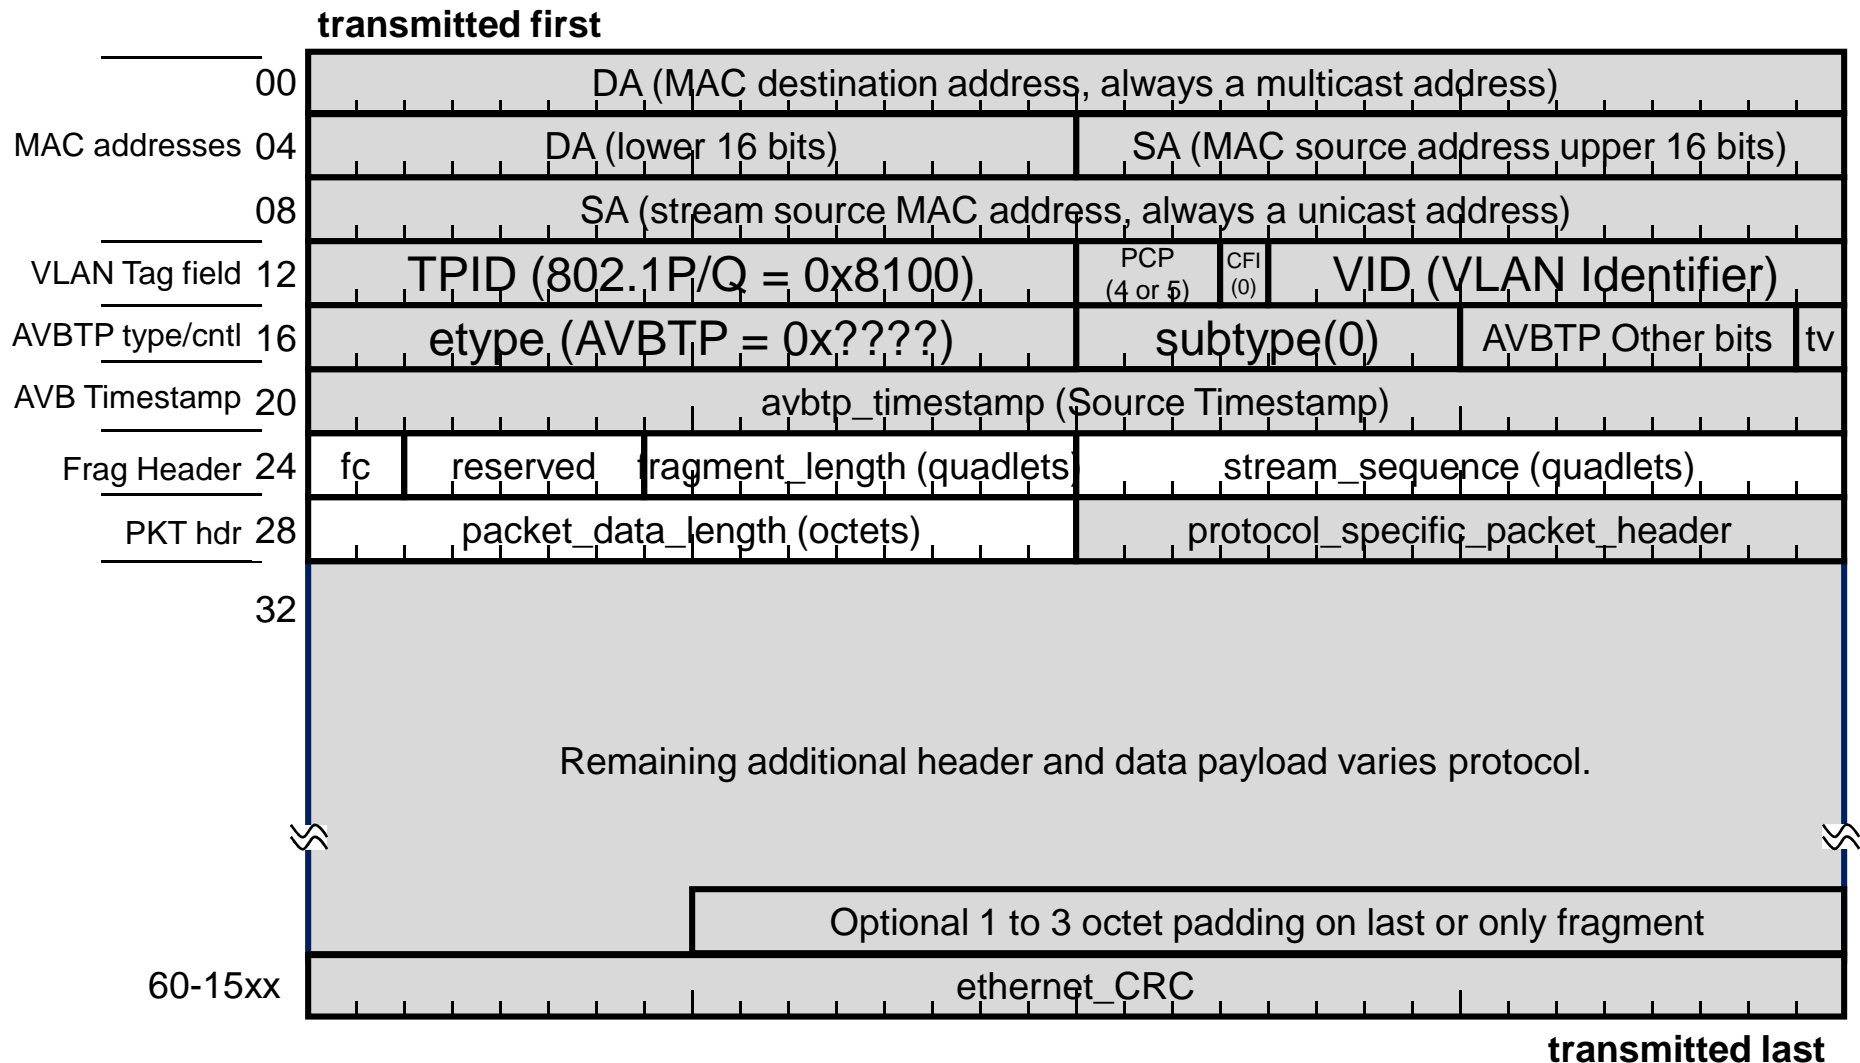 transmitted first
00 DA (MAC destination address, always a multicast address)
MAC addresses 04 DA (lower 16 bits) SA (MAC source address upper 16 bits)
08 SA (stream source MAC address, always a unicast address)
VLAN Tag field 12 TPID (802.1P/Q = 0x8100) PCP (4 or 5) CFI (0) VID (VLAN Identifier)
AVBTP type/cntl 16 etype (AVBTP = 0x????) subtype(0) AVBTP Other bits tv
AVB Timestamp 20 avbtp_timestamp (Source Timestamp)
Frag Header 24 fc reserved fragment_length (quadlets) stream_sequence (quadlets)
PKT hdr 28 packet_data_length (octets) protocol_specific_packet_header
32
Remaining additional header and data payload varies protocol.
Optional 1 to 3 octet padding on last or only fragment
60-15xx ethernet_CRC
transmitted last